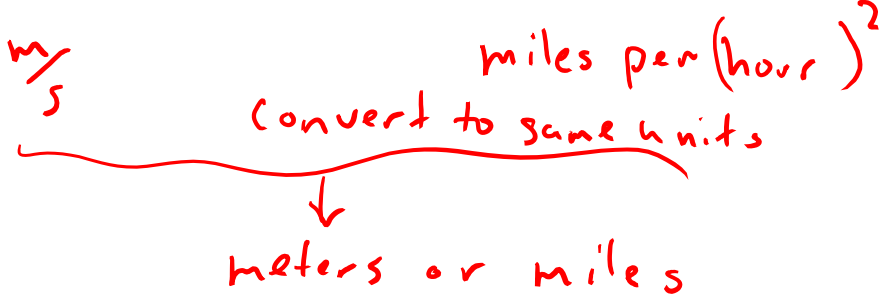 m/s
miles per (hour)²
convert to same units
meters or miles